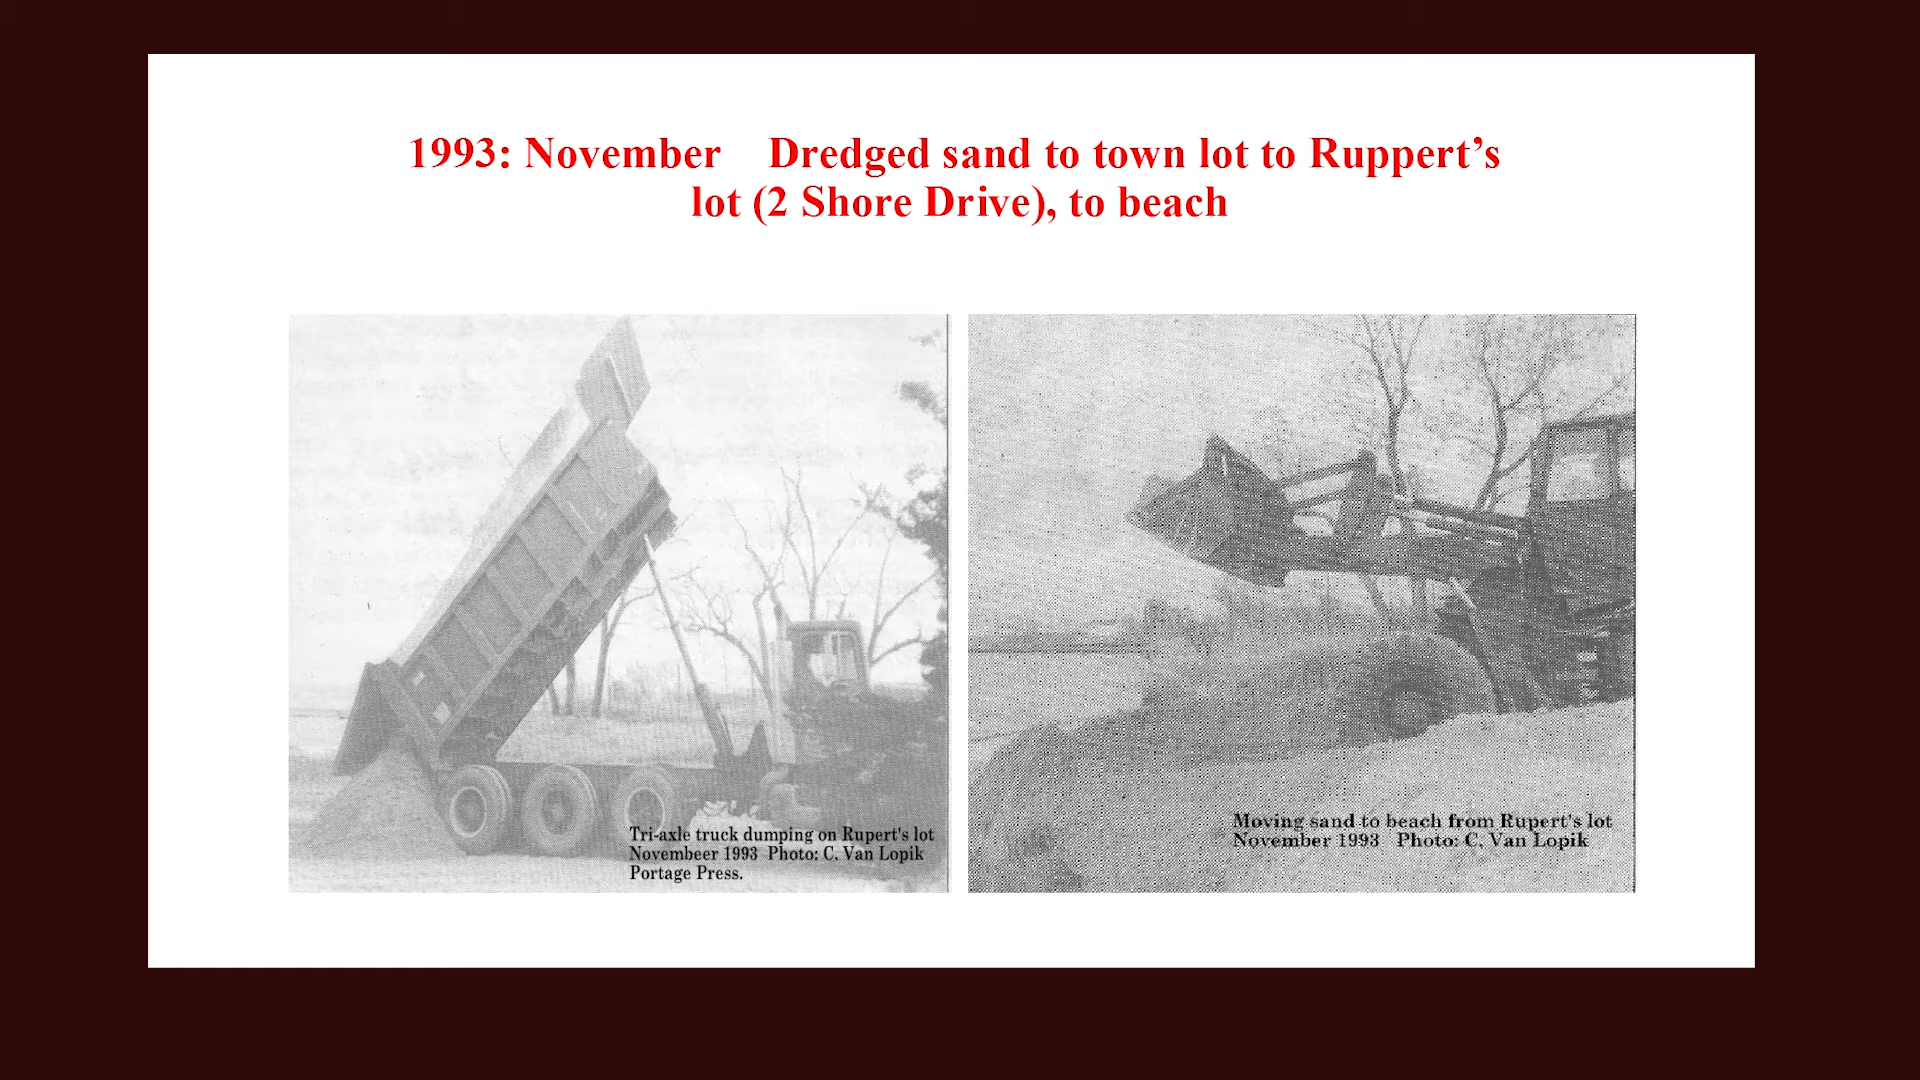 1993: November    Dredged sand to town lot to Ruppert’s
lot (2 Shore Drive), to beach
Tri-axle truck dumping on Rupert's lot
Novembeer 1993  Photo: C. Van Lopik
Portage Press.
Moving sand to beach from Rupert's lot
November 1993   Photo: C. Van Lopik